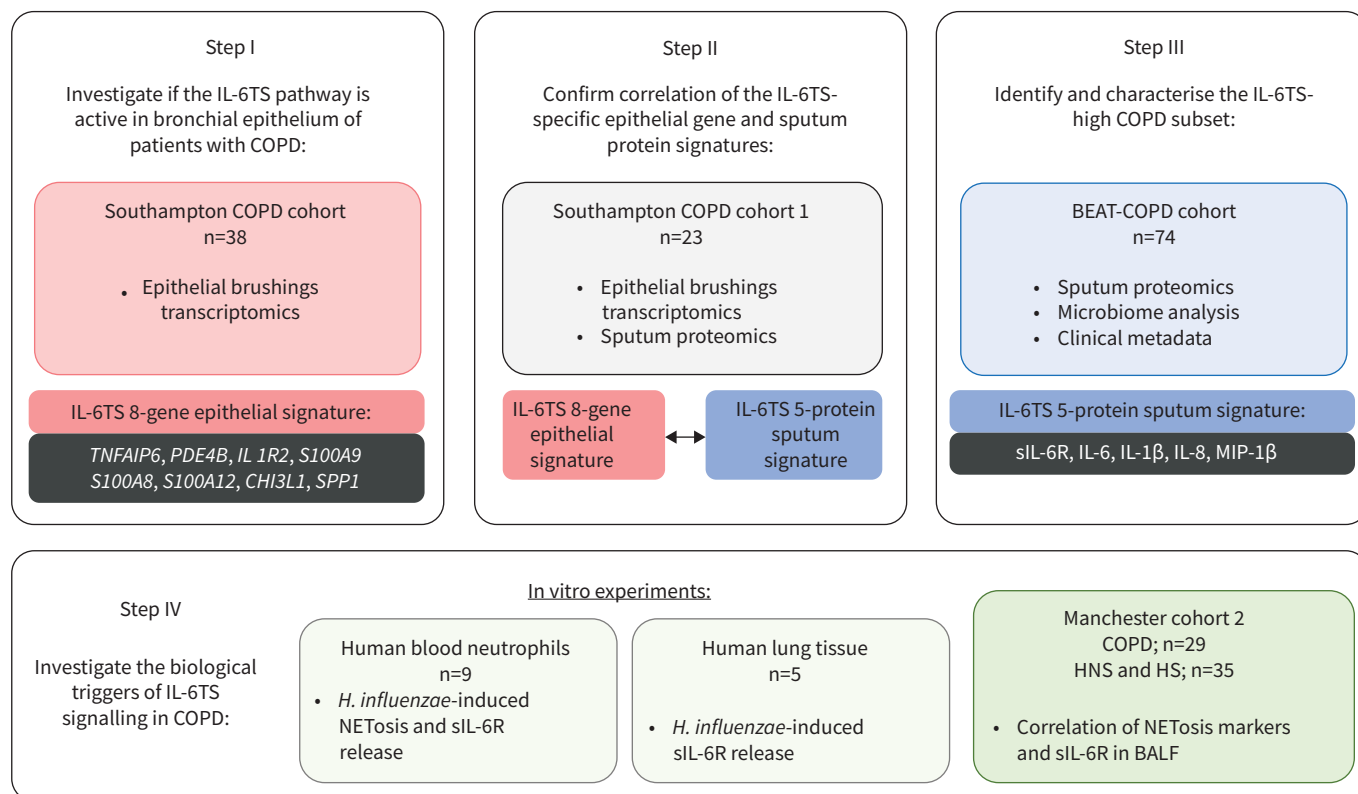 Step I
Investigate if the IL-6TS pathway is
active in bronchial epithelium of
patients with COPD:
Southampton COPD cohort
n=38
• Epithelial brushings
transcriptomics
IL-6TS 8-gene epithelial signature:
TNFAIP6, PDE4B, IL 1R2, S100A9
S100A8, S100A12, CHI3L1, SPP1
Step II
Confirm correlation of the IL-6TS-
specific epithelial gene and sputum
protein signatures:
Southampton COPD cohort 1
n=23
• Epithelial brushings
transcriptomics
• Sputum proteomics
IL-6TS 8-gene
epithelial
signature
IL-6TS 5-protein
sputum
signature
Step III
Identify and characterise the IL-6TS-
high COPD subset:
BEAT-COPD cohort
n=74
• Sputum proteomics
• Microbiome analysis
• Clinical metadata
IL-6TS 5-protein sputum signature:
sIL-6R, IL-6, IL-1β, IL-8, MIP-1β
Step IV
Investigate the biological
triggers of IL-6TS
signalling in COPD:
In vitro experiments:
Human blood neutrophils
n=9
• H. influenzae-induced
NETosis and sIL-6R
release
Human lung tissue
n=5
• H. influenzae-induced
sIL-6R release
Manchester cohort 2
COPD; n=29
HNS and HS; n=35
• Correlation of NETosis markers
and sIL-6R in BALF